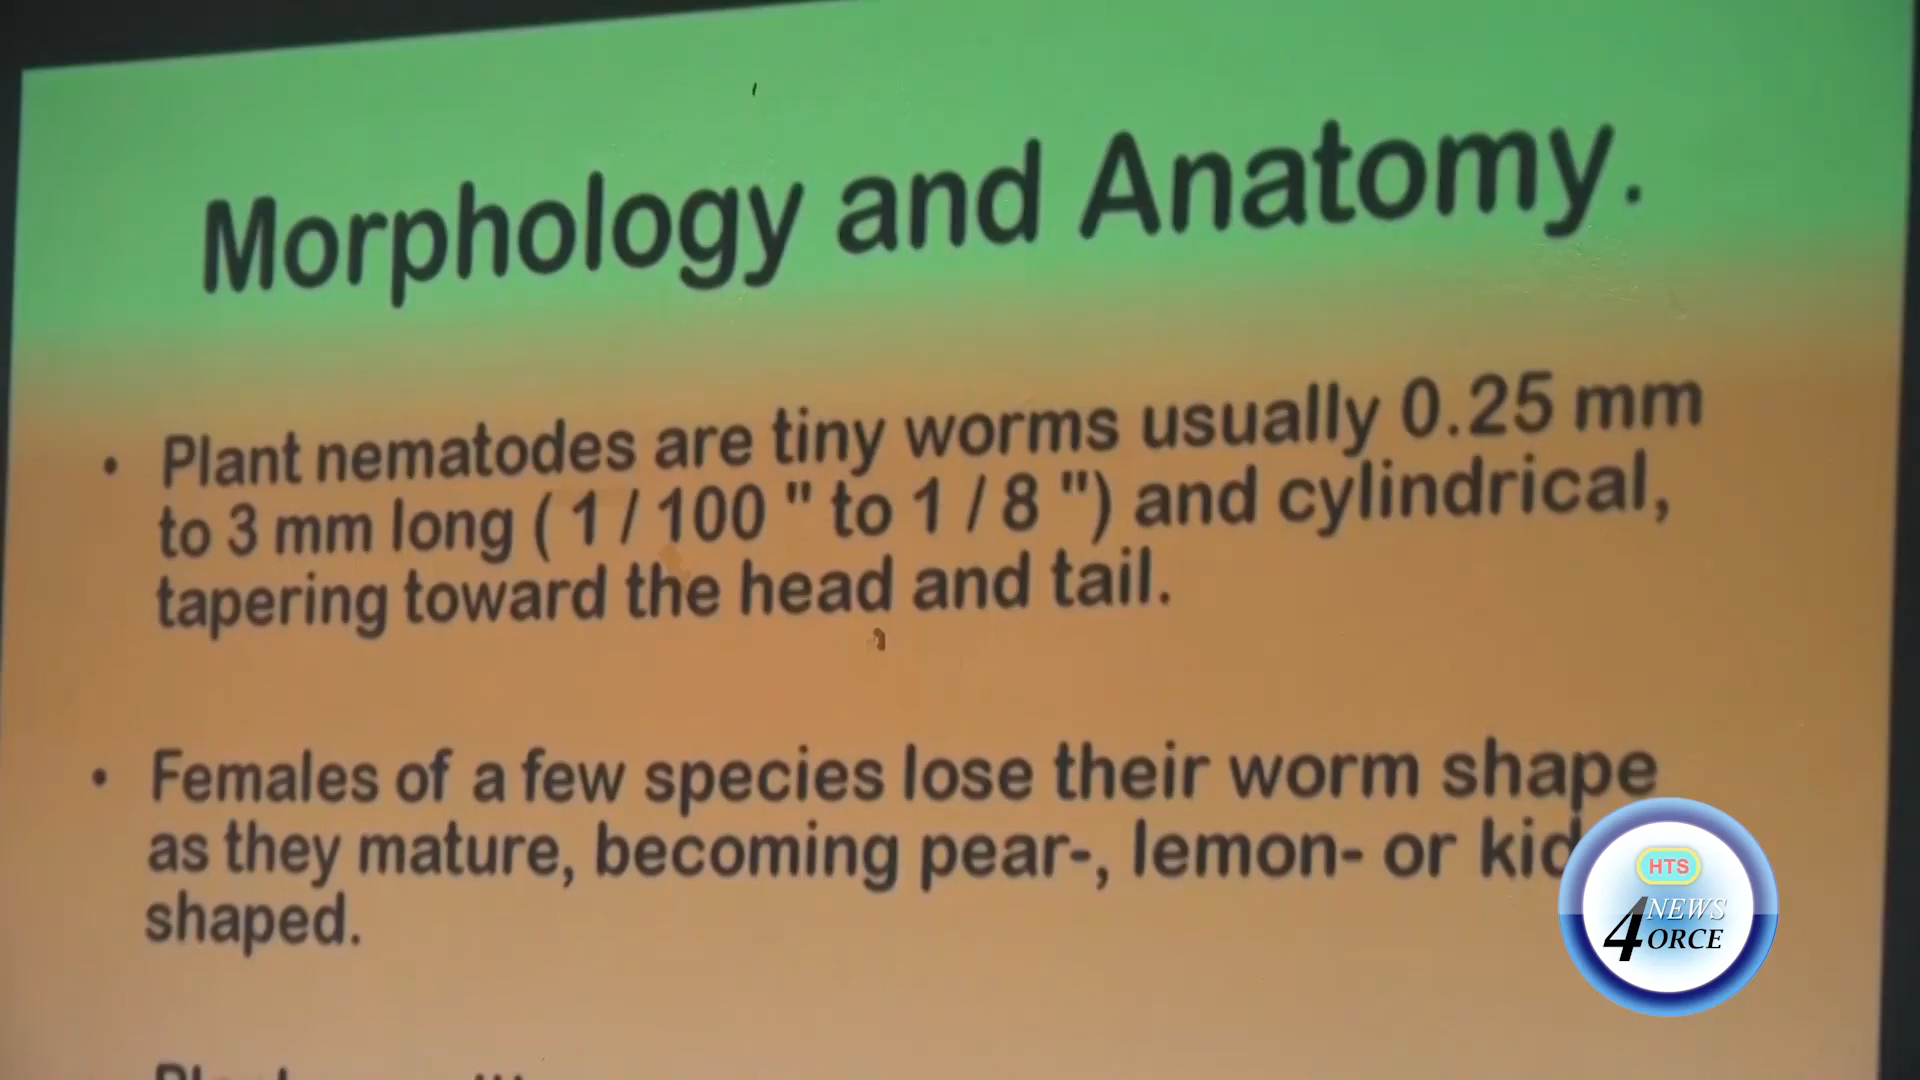 Morphology and Anatomy.
• Plant nematodes are tiny worms usually 0.25 mm
to 3 mm long ( 1 / 100 " to 1 / 8 ") and cylindrical,
tapering toward the head and tail.
• Females of a few species lose their worm shape
as they mature, becoming pear-, lemon- or
shaped.
HTS
NEWS
4ORCE